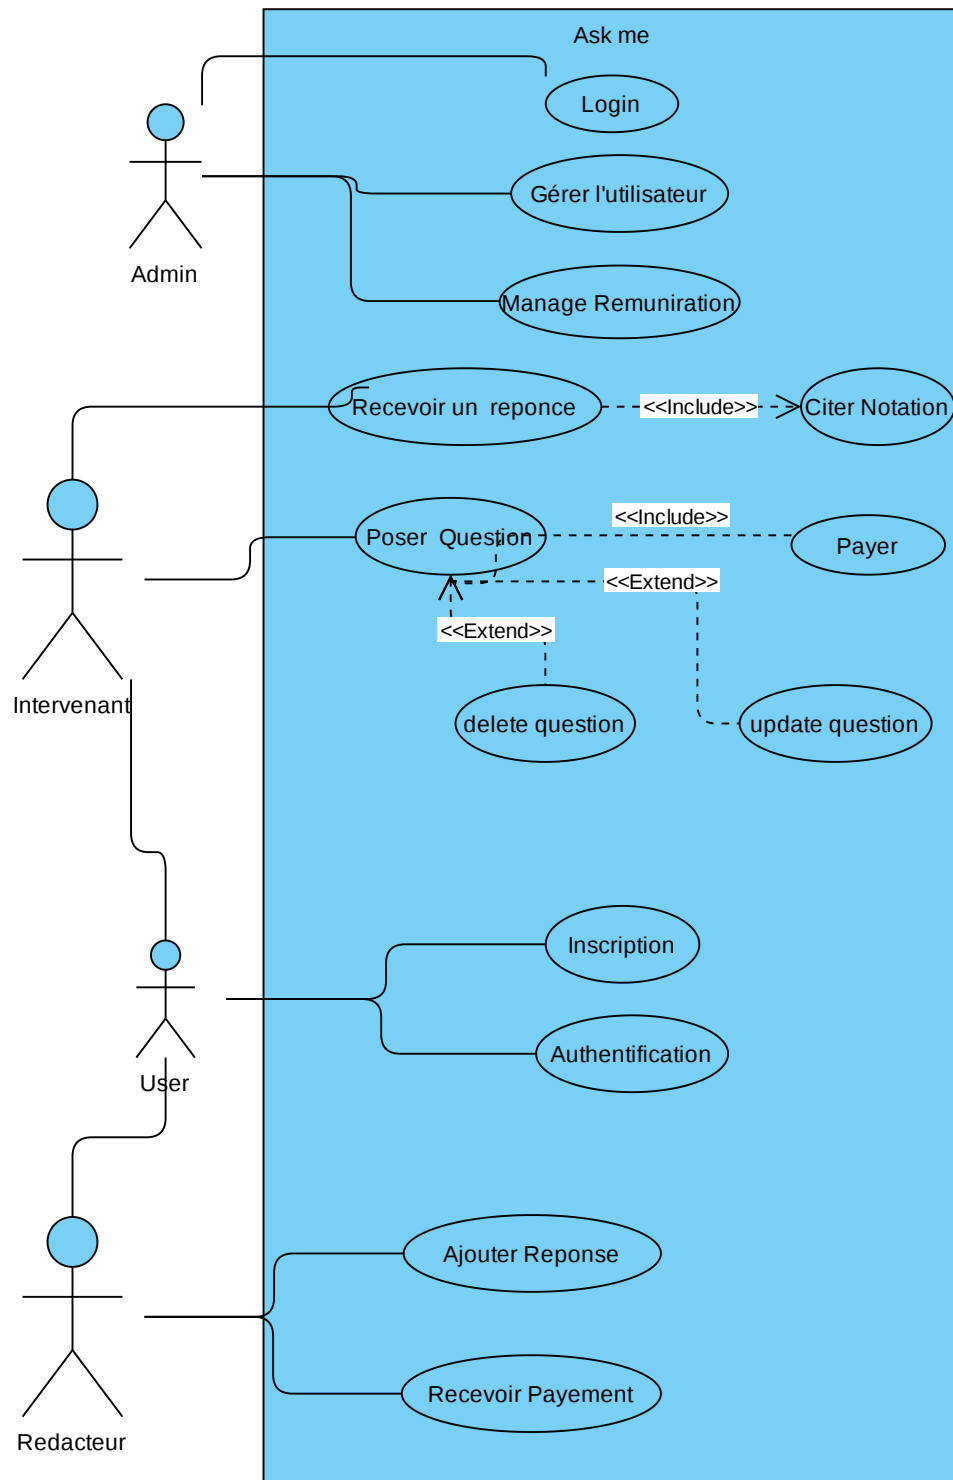 Ask me
Login
Gérer l'utilisateur
Admin
Manage Remuniration
Recevoir un reponce
<<Include>>
Citer Notation
Poser Question
<<Include>>
Payer
<<Extend>>
<<Extend>>
Intervenant
delete question
update question
Inscription
Authentification
User
Ajouter Reponse
Recevoir Payement
Redacteur